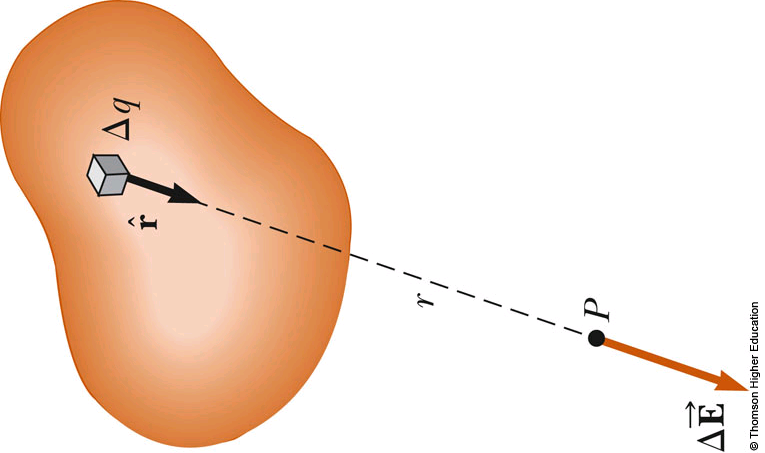 Δq
r̂
r
P
ΔE⃗
© Thomson Higher Education